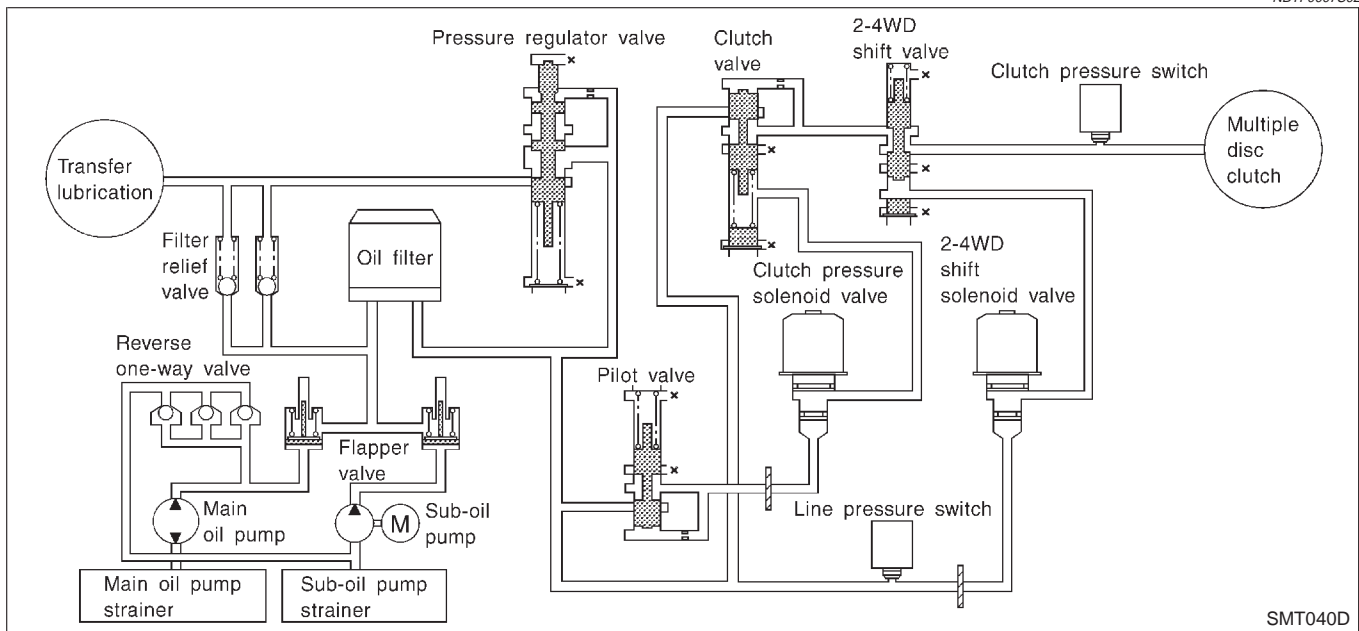 Pressure regulator valve
Clutch
valve
2-4WD
shift valve
Clutch pressure switch
Transfer
lubrication
Multiple
disc
clutch
Filter
relief
valve
Oil filter
Clutch pressure
solenoid valve
2-4WD
shift
solenoid valve
Reverse
one-way valve
Pilot valve
Flapper
valve
Main
oil pump
M
Sub-oil
pump
Line pressure switch
Main oil pump
strainer
Sub-oil pump
strainer
SMT040D